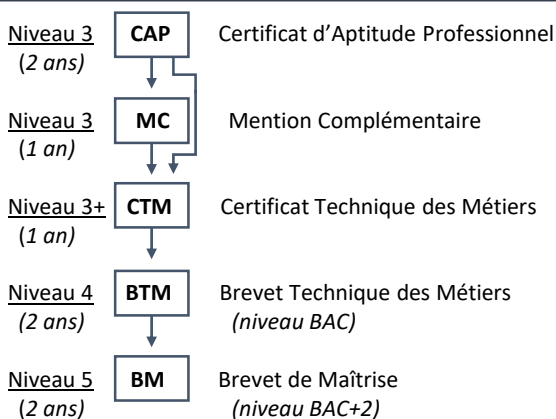 Niveau 3 CAP Certificat d’Aptitude Professionnel
(2 ans)
Niveau 3 MC Mention Complémentaire
(1 an)
Niveau 3+ CTM Certificat Technique des Métiers
(1 an)
Niveau 4 BTM Brevet Technique des Métiers
(2 ans) (niveau BAC)
Niveau 5 BM Brevet de Maîtrise
(2 ans) (niveau BAC+2)